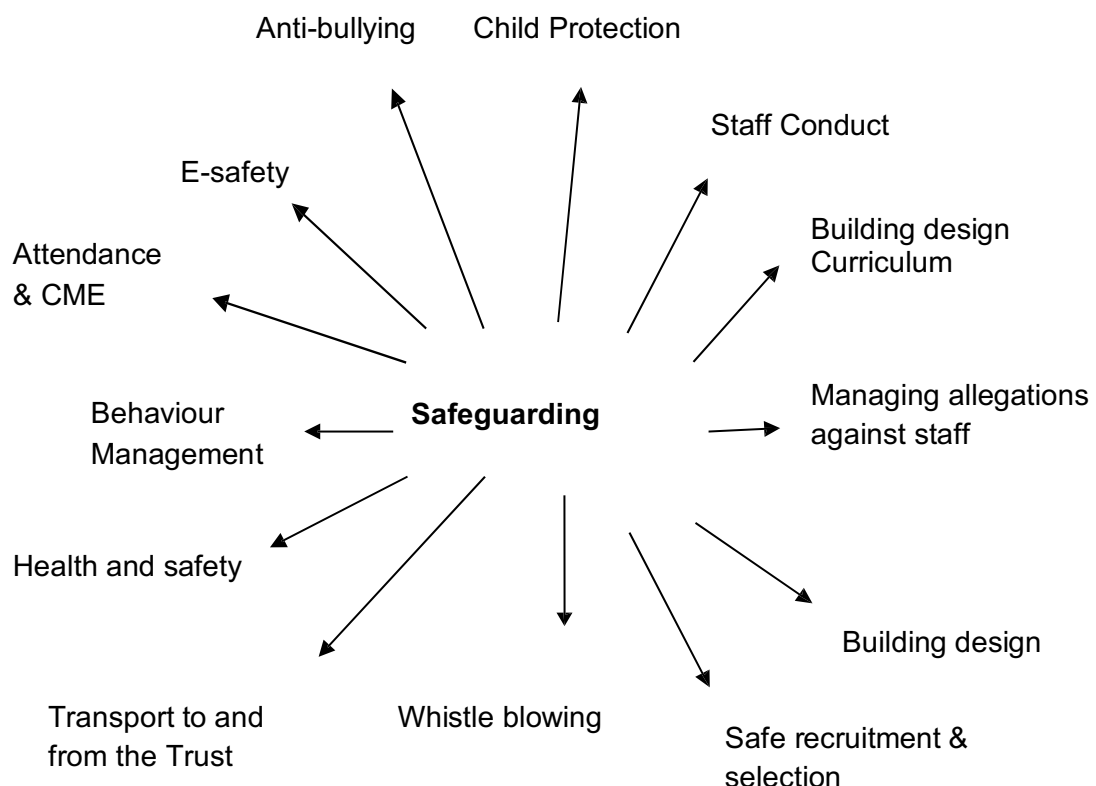 Anti-bullying
Child Protection
Staff Conduct
E-safety
Building design
Curriculum
Attendance
& CME
Safeguarding
Managing allegations
against staff
Behaviour
Management
Health and safety
Building design
Transport to and
from the Trust
Whistle blowing
Safe recruitment &
selection